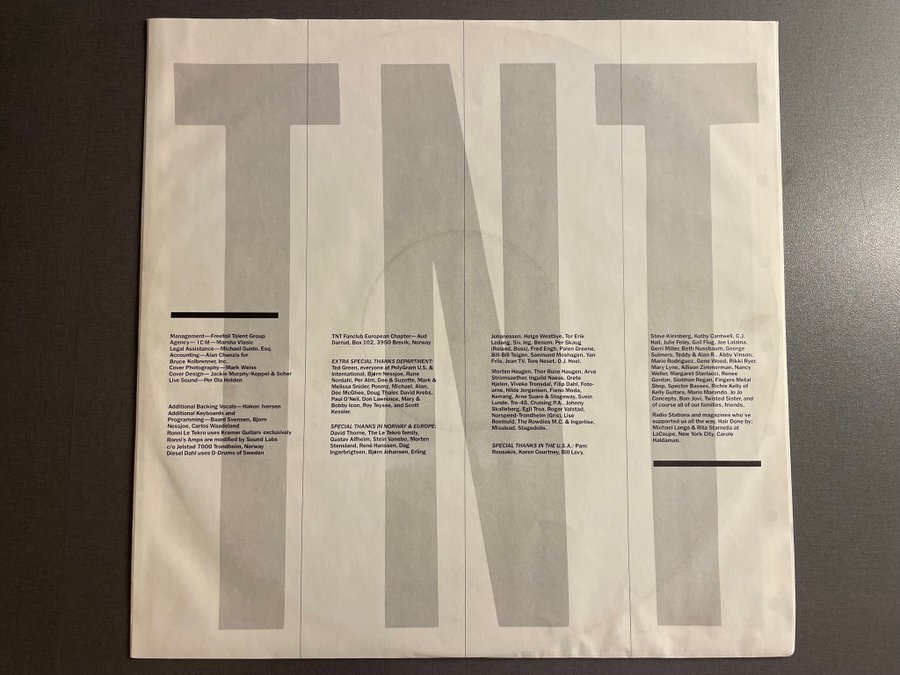 TNT
Management—Freefall Talent Group
Agency—ICM—Marsha Vlasic
Legal Assistance—Michael Guido, Esq.
Accounting—Alan Chanzis for
Bruce Kolbrenner, Inc.
Cover Photography—Mark Weiss
Cover Design—Jackie Murphy/Koppel & Scher
Live Sound—Per Ola Holden
Additional Backing Vocals—Hakon Iversen
Additional Keyboards and
Programming—Baard Svensen, Bjorn
Nessjoe, Carlos Waadeland
Ronni Le Tekro uses Kramer Guitars exclusively
Ronni's Amps are modified by Sound Labs
c/o Jelstad 7000 Trondheim, Norway
Diesel Dahl uses D-Drums of Sweden
TNT Fanclub European Chapter—Aud
Darrud, Box 102, 3950 Brevik, Norway
EXTRA SPECIAL THANKS DEPARTMENT:
Ted Green, everyone at PolyGram U.S. &
International, Bjørn Nessjoe, Rune
Nordahl, Per Alm, Dee & Suzette, Mark &
Melissa Snider, Poornz, Michael, Alan,
Doc McGhee, Doug Thaler, David Krebs,
Paul O'Neil, Don Lawrence, Mary &
Bobby Icon, Roy Teysse, and Scott
Kessler.
SPECIAL THANKS IN NORWAY & EUROPE:
David Thorne, The Le Tekro family,
Gustav Alfheim, Stein Vanebo, Morten
Stensland, René Hanssen, Dag
Ingerbrigtsen, Bjørn Johansen, Erling
Johanessen, Helge Westbye, Tor Erik
Ledang, Siv. Ing. Benum, Per Skaug
(Roland, Boss), Fred Engh, Palen Greene,
Bill-Bill Teigen, Saemund Moshagen, Yan
Friis, Jean TV, Tore Neset, O.J. Hoel.
Morten Haugen, Thor Rune Haugen, Arve
Stromsaether, Inguild Naess, Grete
Hjelen, Viveke Tronsdal, Filip Dahl, Foto-
arne, Hilde Jorgensen, Fieno Moda,
Kerrang, Arne Suare & Stageway, Svein
Lunde, Tre-45, Cruising P.A., Johnny
Skalleberg, Egil Troa, Roger Valstad,
Norspeed-Trondheim (Gris), Lise
Roemuld, The Rowdies M.C. & Ingerlise,
Missieat, Stagedolls.
SPECIAL THANKS IN THE U.S.A.: Pam
Rousakis, Karen Courtney, Bill Levy,
Steve Kleinberg, Kathy Cantwell, C.J.
Hall, Julie Foley, Gail Flug, Joe Lalaina,
Gerri Miller, Beth Nussbaum, George
Sulmers, Teddy & Alan R., Abby Vinson,
Mario Rodriguez, Gene Wood, Rikki Ryer,
Mary Lyne, Allison Zimmerman, Nancy
Weller, Margaret Sterlacci, Renee
Gordon, Siobhan Regan, Fingers Metal
Shop, Spector Basses, Richie Kelly of
Kelly Guitars, Mario Marando, Jo Jo
Concepts, Bon-Jovi, Twisted Sister, and
of course all of our families, friends,
Radio Stations and magazines who've
supported us all the way. Hair Done by:
Michael Longo & Rita Starnella at
LaCoupe, New York City, Carole
Haldaman.